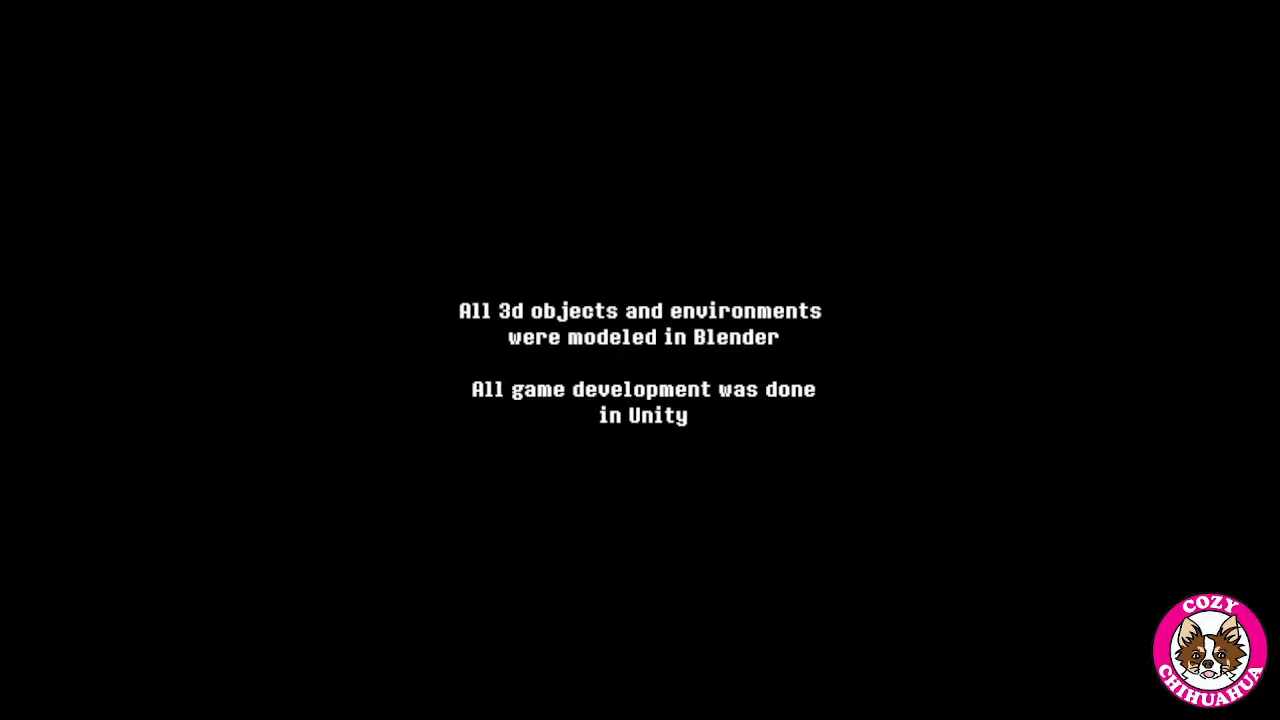 All 3d objects and environments
were modeled in Blender
All game development was done
in Unity
COZY
CHIHUAHUA